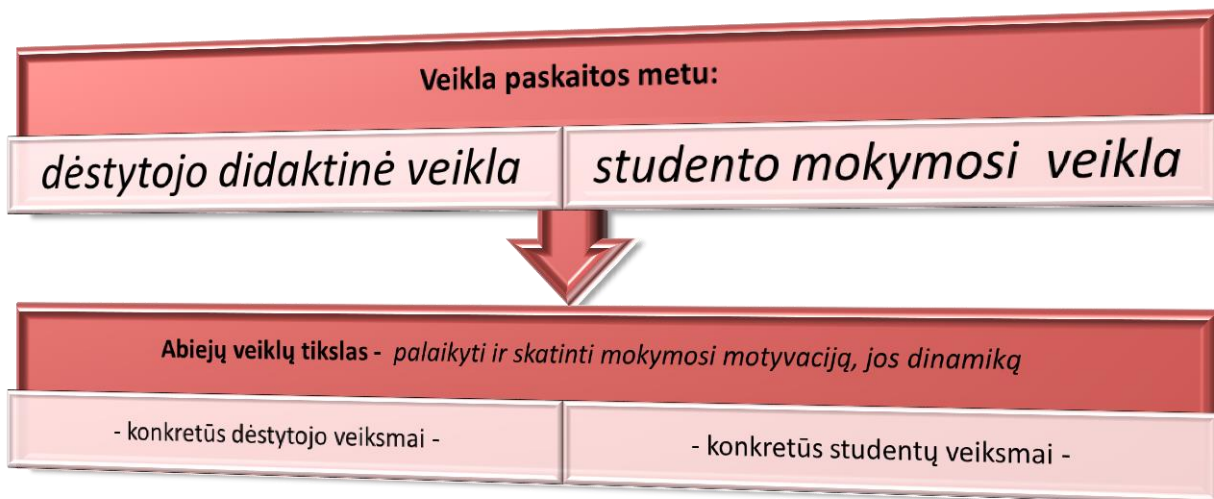 Veikla paskaitos metu:
dėstytojo didaktinė veikla
studento mokymosi veikla
Abiejų veiklų tikslas - palaikyti ir skatinti mokymosi motyvaciją, jos dinamiką
- konkretūs dėstytojo veiksmai -
- konkretūs studentų veiksmai -